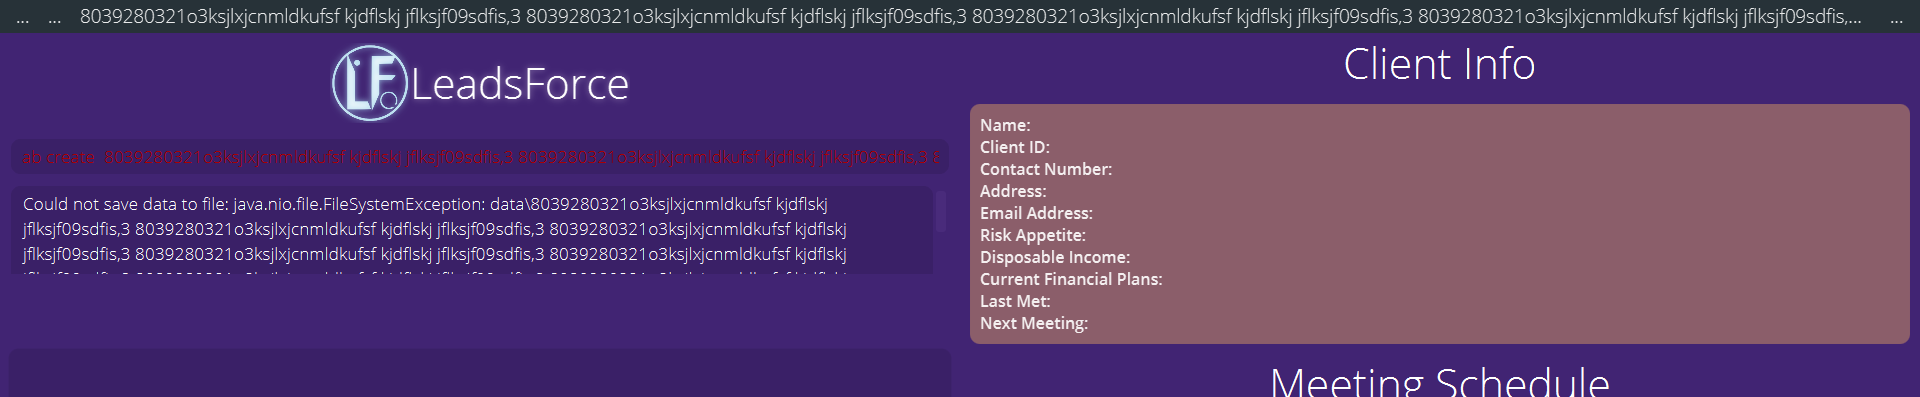 ... ... 8039280321o3ksjlxjcnmldkufsf kjdflskj jflksjf09sdfis,3 8039280321o3ksjlxjcnmldkufsf kjdflskj jflksjf09sdfis,3 8039280321o3ksjlxjcnmldkufsf kjdflskj jflksjf09sdfis,3 8039280321o3ksjlxjcnmldkufsf kjdflskj jflksjf09sdfis,... ...
LF LeadsForce
ab create 8039280321o3ksjlxjcnmldkufsf kjdflskj jflksjf09sdfis,3 8039280321o3ksjlxjcnmldkufsf kjdflskj jflksjf09sdfis,3
Could not save data to file: java.nio.file.FileSystemException: data\8039280321o3ksjlxjcnmldkufsf kjdflskj
jflksjf09sdfis,3 8039280321o3ksjlxjcnmldkufsf kjdflskj jflksjf09sdfis,3 8039280321o3ksjlxjcnmldkufsf kjdflskj
jflksjf09sdfis,3 8039280321o3ksjlxjcnmldkufsf kjdflskj jflksjf09sdfis,3 8039280321o3ksjlxjcnmldkufsf kjdflskj
Client Info
Name:
Client ID:
Contact Number:
Address:
Email Address:
Risk Appetite:
Disposable Income:
Current Financial Plans:
Last Met:
Next Meeting:
Meeting Schedule